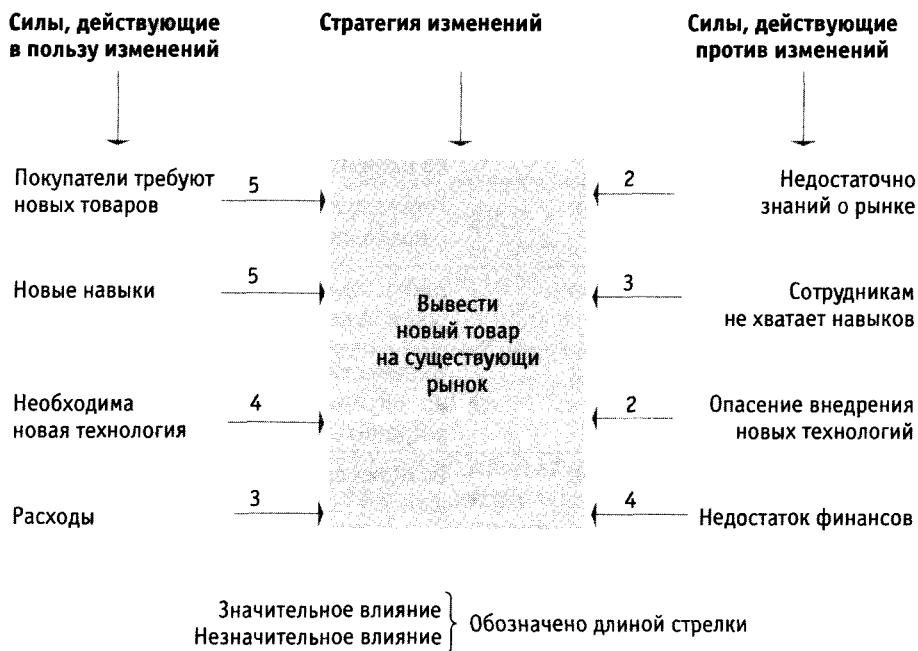 Силы, действующие
в пользу изменений
Стратегия изменений
Силы, действующие
против изменений
Покупатели требуют
новых товаров
5
2
Недостаточно
знаний о рынке
Новые навыки
5
Вывести
новый товар
на существующи
рынок
3
Сотрудникам
не хватает навыков
Необходима
новая технология
4
2
Опасение внедрения
новых технологий
Расходы
3
4
Недостаток финансов
Значительное влияние
Незначительное влияние
Обозначено длиной стрелки